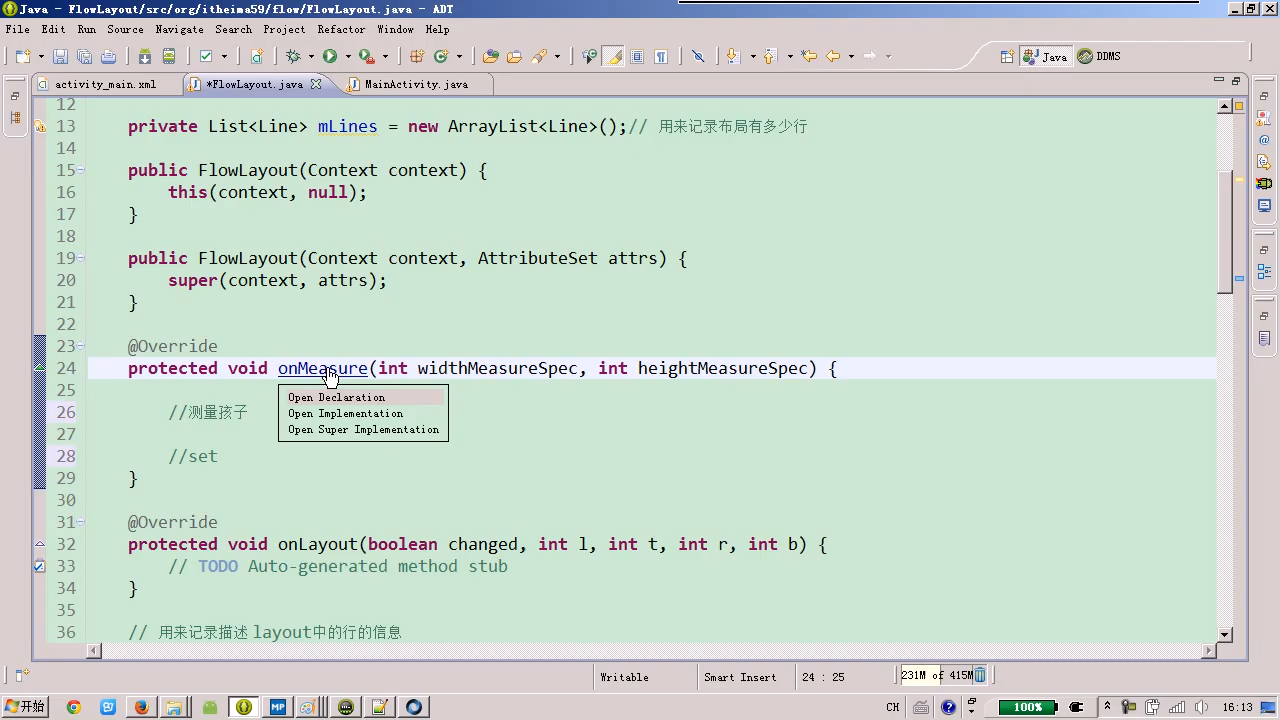 Java - FlowLayout/src/org/itheima59/flow/FlowLayout.java - ADT
File Edit Run Source Navigate Search Project Refactor Window Help
Java DDMS
activity_main.xml *FlowLayout.java MainActivity.java
12
13 private List<Line> mLines = new ArrayList<Line>();// 用来记录布局有多少行
14
15 public FlowLayout(Context context) {
16 this(context, null);
17 }
18
19 public FlowLayout(Context context, AttributeSet attrs) {
20 super(context, attrs);
21 }
22
23 @Override
24 protected void onMeasure(int widthMeasureSpec, int heightMeasureSpec) {
25
Open Declaration
26 //测量孩子
Open Implementation
27
Open Super Implementation
28 //set
29 }
30
31 @Override
32 protected void onLayout(boolean changed, int l, int t, int r, int b) {
33 // TODO Auto-generated method stub
34 }
35
36 // 用来记录描述layout中的行的信息
Writable Smart Insert 24 : 25 231M of 415M
开始 MP CH 100% 16:13